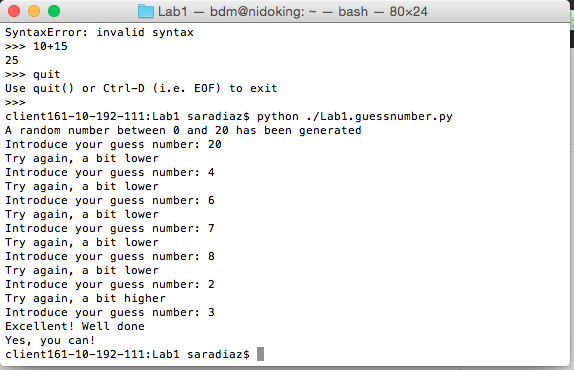 Lab1 — bdm@nidoking: ~ — bash — 80×24
SyntaxError: invalid syntax
>>> 10+15
25
>>> quit
Use quit() or Ctrl-D (i.e. EOF) to exit
>>>
client161-10-192-111:Lab1 saradiaz$ python ./Lab1.guessnumber.py
A random number between 0 and 20 has been generated
Introduce your guess number: 20
Try again, a bit lower
Introduce your guess number: 4
Try again, a bit lower
Introduce your guess number: 6
Try again, a bit lower
Introduce your guess number: 7
Try again, a bit lower
Introduce your guess number: 8
Try again, a bit lower
Introduce your guess number: 2
Try again, a bit higher
Introduce your guess number: 3
Excellent! Well done
Yes, you can!
client161-10-192-111:Lab1 saradiaz$